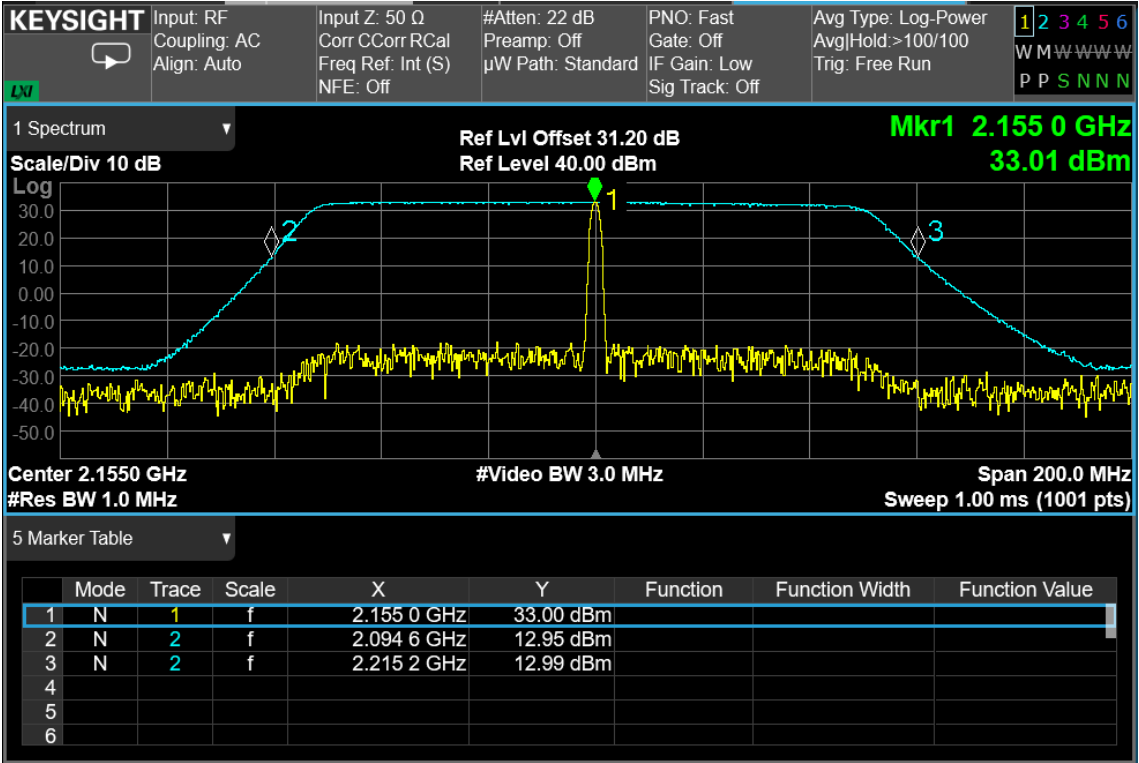 KEYSIGHT
Input: RF
Coupling: AC
Align: Auto
LXI
Input Z: 50 Ω
Corr CCorr RCal
Freq Ref: Int (S)
NFE: Off
#Atten: 22 dB
Preamp: Off
µW Path: Standard
PNO: Fast
Gate: Off
IF Gain: Low
Sig Track: Off
Avg Type: Log-Power
Avg|Hold:>100/100
Trig: Free Run
1 2 3 4 5 6
W M W W W W
P P S N N N
1 Spectrum
Scale/Div 10 dB
Ref Lvl Offset 31.20 dB
Ref Level 40.00 dBm
Mkr1 2.155 0 GHz
33.01 dBm
Log
30.0
20.0
10.0
0.00
-10.0
-20.0
-30.0
-40.0
-50.0
1
2
3
Center 2.1550 GHz
#Res BW 1.0 MHz
#Video BW 3.0 MHz
Span 200.0 MHz
Sweep 1.00 ms (1001 pts)
5 Marker Table
Mode Trace Scale X Y Function Function Width Function Value
1 N 1 f 2.155 0 GHz 33.00 dBm
2 N 2 f 2.094 6 GHz 12.95 dBm
3 N 2 f 2.215 2 GHz 12.99 dBm
4
5
6